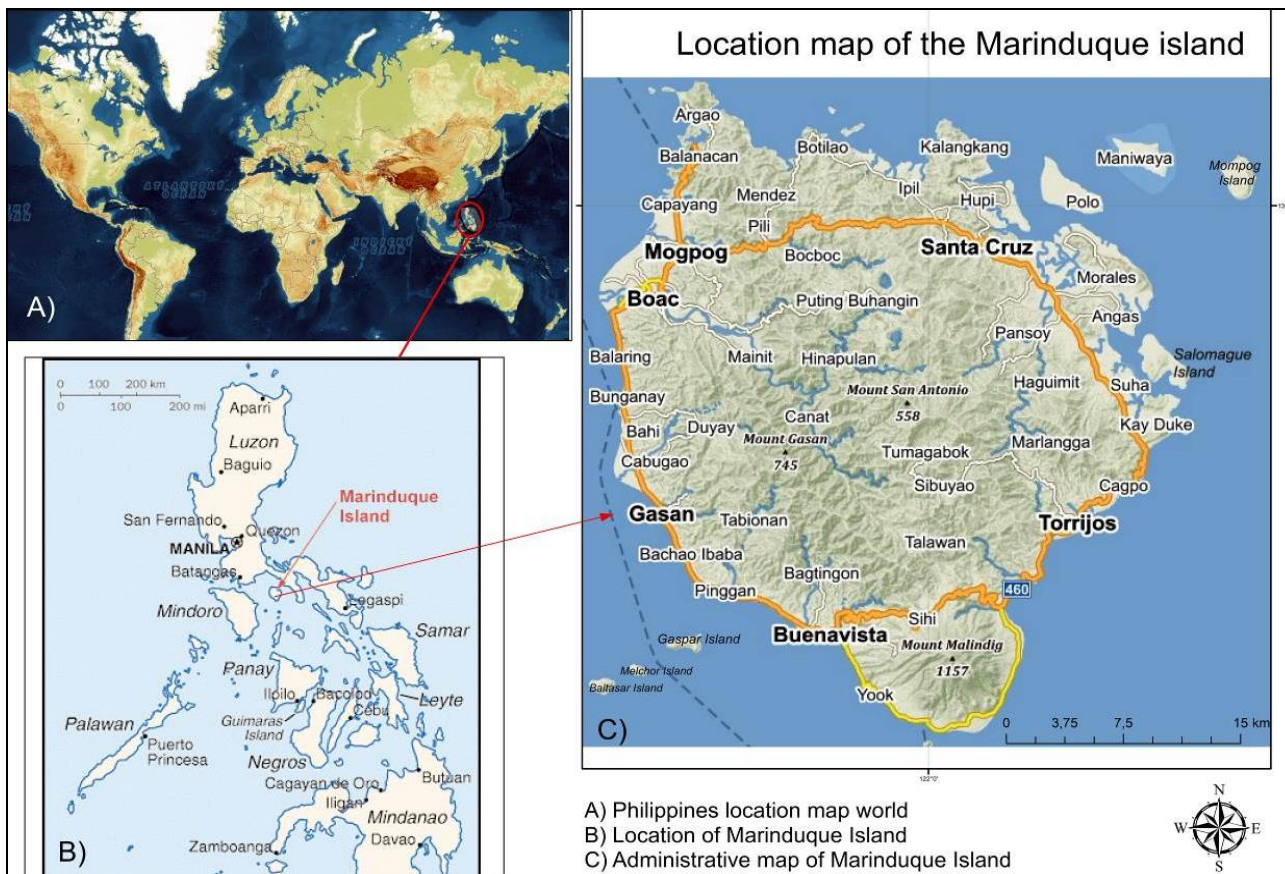 Location map of the Marinduque island
ATLANTIC
OCEAN
A)
100 200 km
0 100 200 mi
Aparri
Luzon
Baguio
Marinduque
Island
San Fernando
Quezon
MANILA
Batangas
Mindoro
Legaspi
Samar
Panay
Iloilo
Bacolod
Leyte
Cebu
Guimaras
Island
Palawan
Puerto
Princesa
Negros
Cagayan de Oro
Butuan
Iligan
Mindanao
Zamboanga
Davao
B)
Argao
Balanacan
Botilao
Kalangkang
Maniwaya
Mompog
Island
Mendez
Ipil
Capayang
Hupi
Polo
13
Pili
Mogpog
Bocboc
Santa Cruz
Morales
Boac
Puting Buhangin
Angas
Pansoy
Balaring
Mainit
Hinapulan
Salomague
Island
Bunganay
Mount San Antonio
558
Haguimit
Suha
Canat
Kay Duke
Bahi
Duyay
Mount Gasan
745
Marlangga
Tumagabok
Cabugao
Sibuyao
Cagpo
Gasan
Tabionan
Torrijos
Talawan
Bachao Ibaba
Bagtingon
Pinggan
460
Sihi
Buenavista
Gaspar Island
Mount Malindig
1157
Melchor Island
Baltasar Island
Yook
C)
0 3,75 7,5 15 km
122°0'
A) Philippines location map world
B) Location of Marinduque Island
C) Administrative map of Marinduque Island
N
W E
S